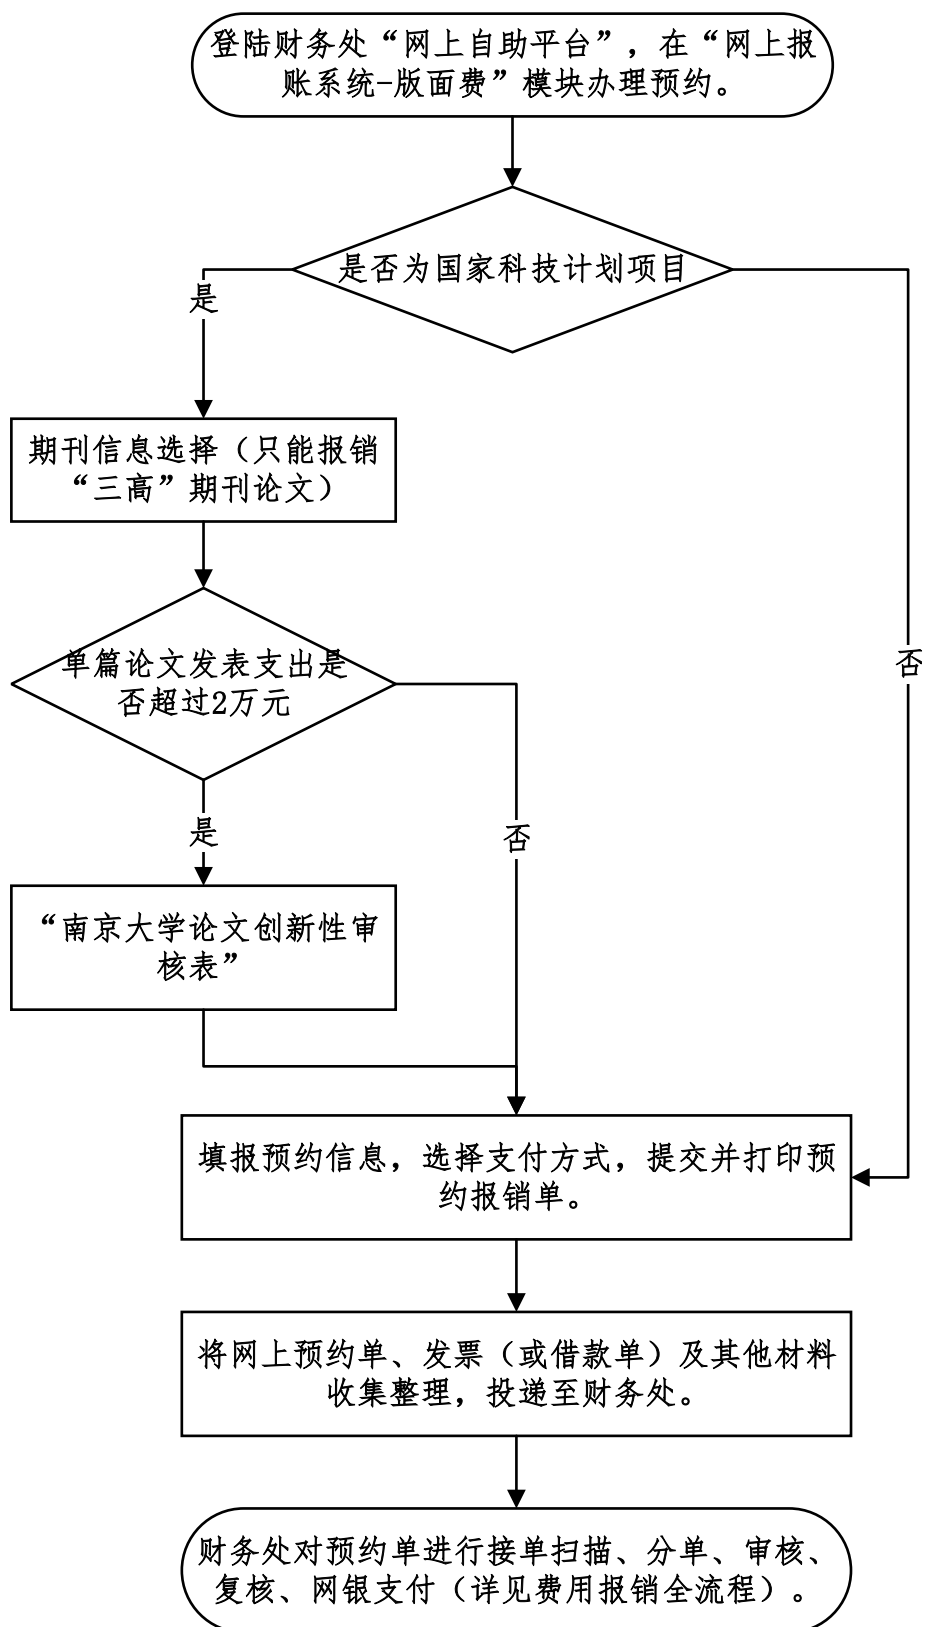 登陆财务处“网上自助平台”，在“网上报
账系统-版面费”模块办理预约。
是否为国家科技计划项目
是
期刊信息选择（只能报销
“三高”期刊论文）
单篇论文发表支出是
否超过2万元
否
是
否
“南京大学论文创新性审
核表”
填报预约信息，选择支付方式，提交并打印预
约报销单。
将网上预约单、发票（或借款单）及其他材料
收集整理，投递至财务处。
财务处对预约单进行接单扫描、分单、审核、
复核、网银支付（详见费用报销全流程）。